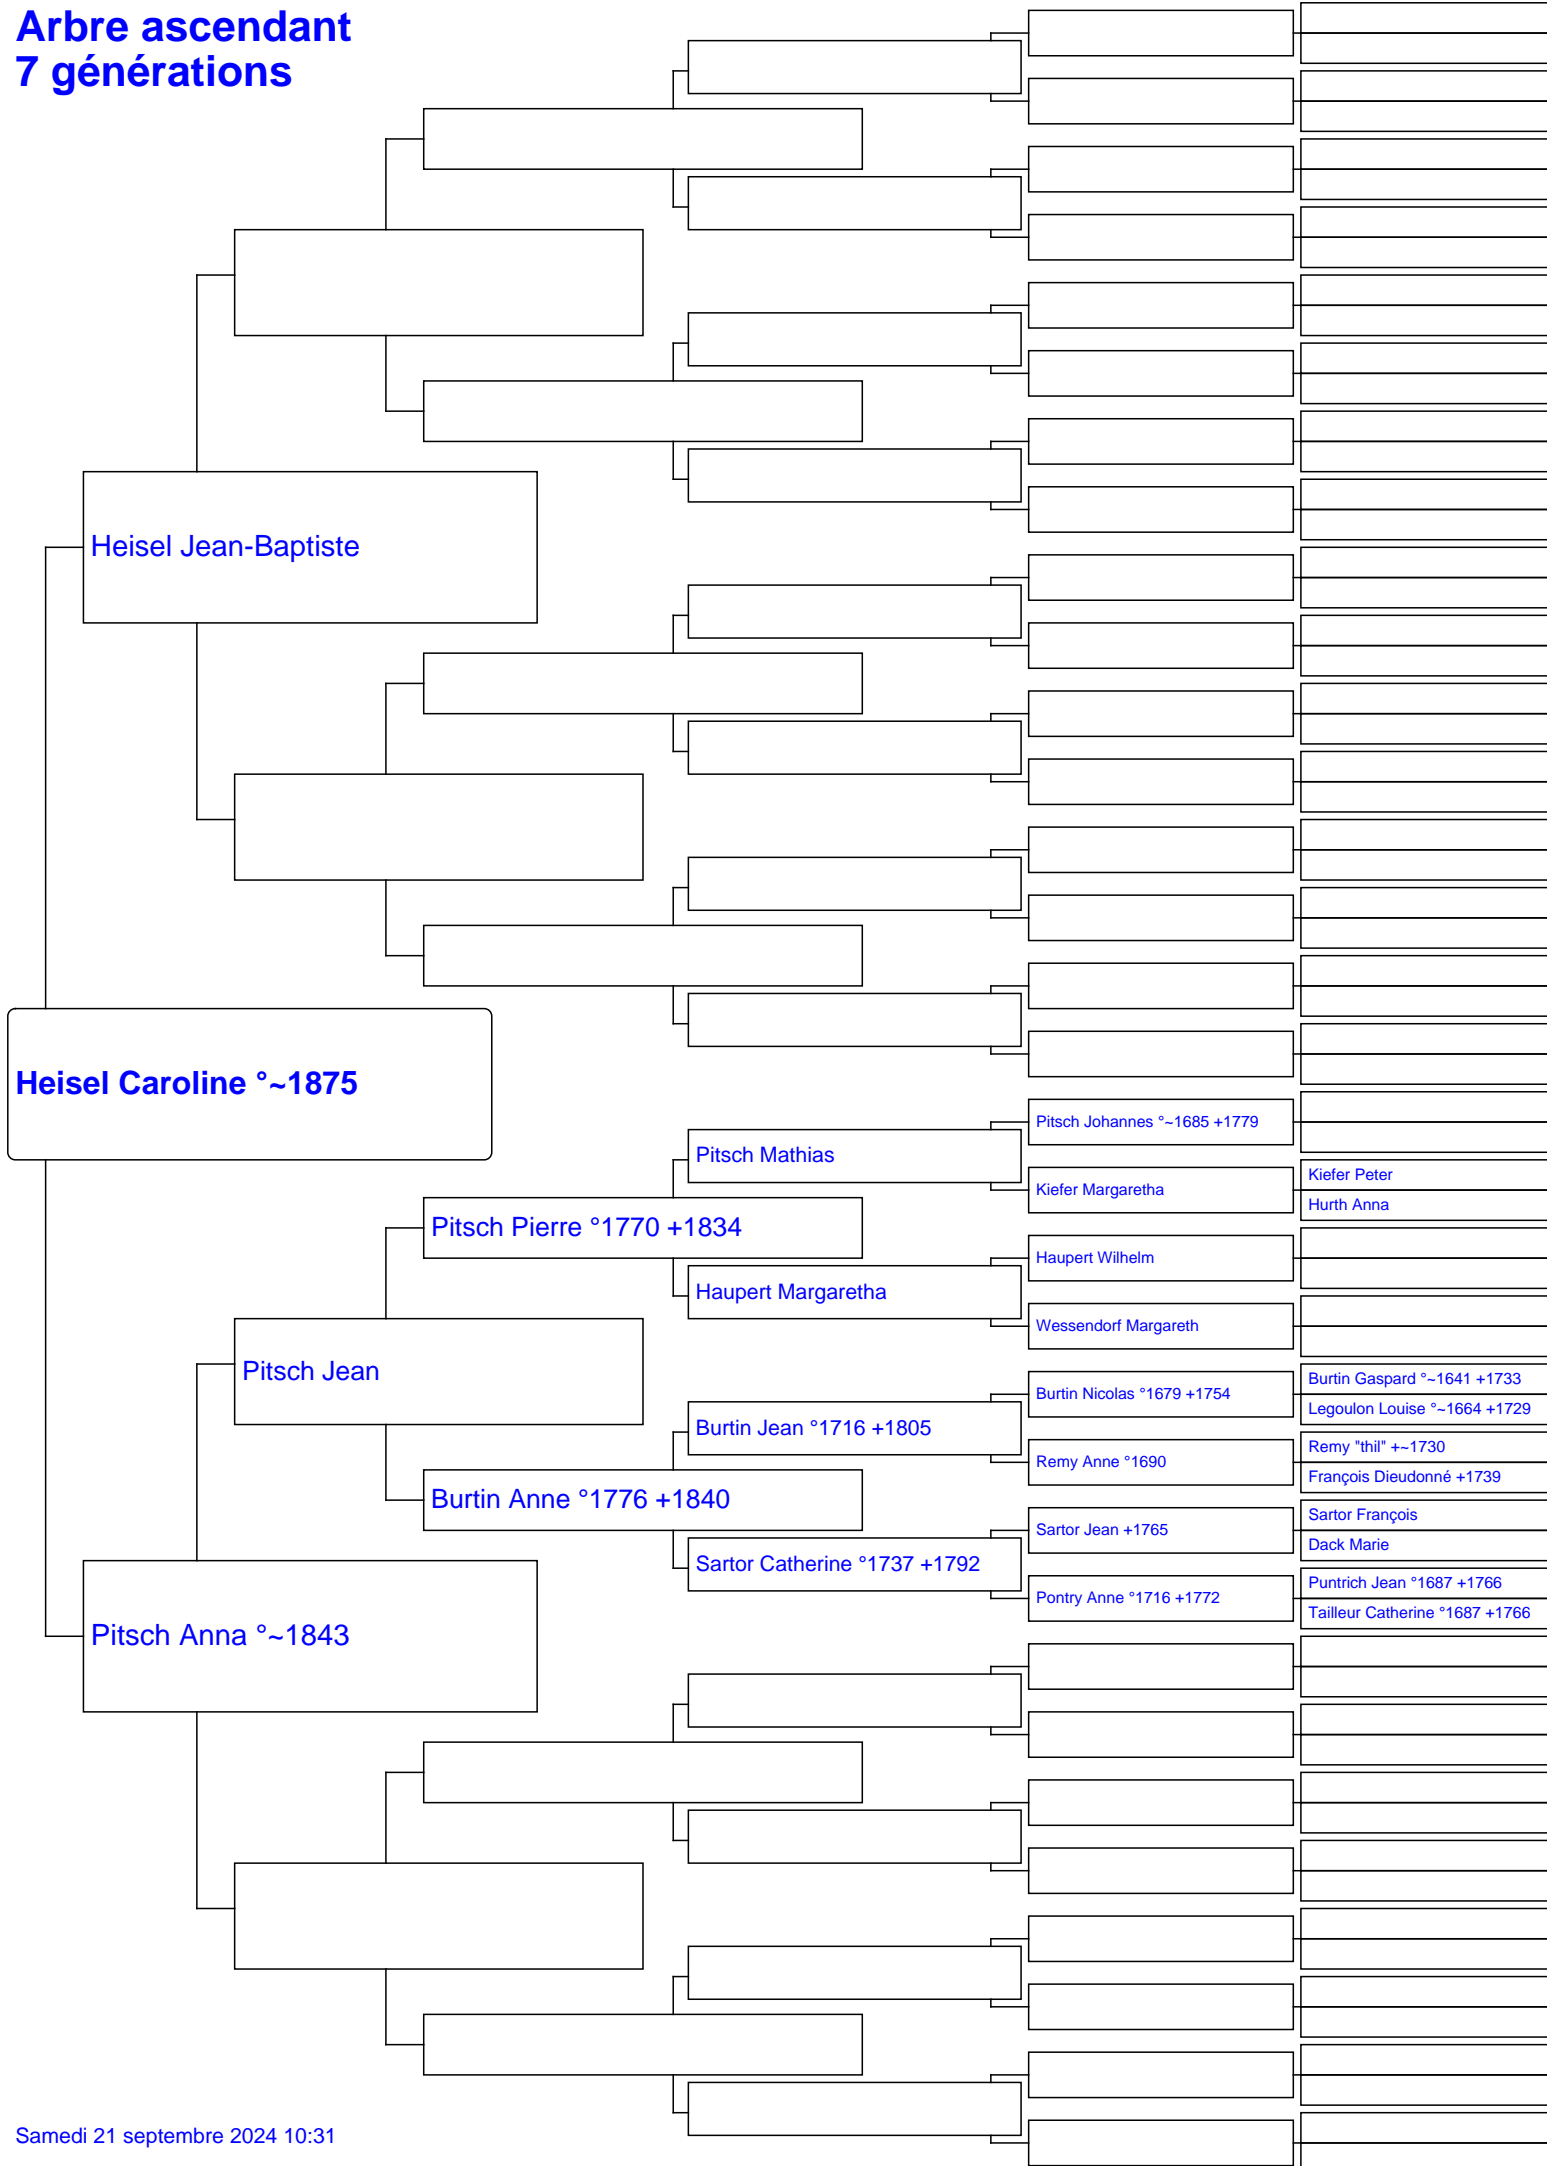 Arbre ascendant
7 générations
Heisel Jean-Baptiste
Heisel Caroline °~1875
Pitsch Johannes °~1685 +1779
Pitsch Mathias
Kiefer Peter
Kiefer Margaretha
Hurth Anna
Pitsch Pierre °1770 +1834
Haupert Wilhelm
Haupert Margaretha
Wessendorf Margareth
Pitsch Jean
Burtin Gaspard °~1641 +1733
Burtin Nicolas °1679 +1754
Legoulon Louise °~1664 +1729
Burtin Jean °1716 +1805
Remy "thil" +~1730
Remy Anne °1690
François Dieudonné +1739
Burtin Anne °1776 +1840
Sartor François
Sartor Jean +1765
Dack Marie
Sartor Catherine °1737 +1792
Puntrich Jean °1687 +1766
Pontry Anne °1716 +1772
Tailleur Catherine °1687 +1766
Pitsch Anna °~1843
Samedi 21 septembre 2024 10:31